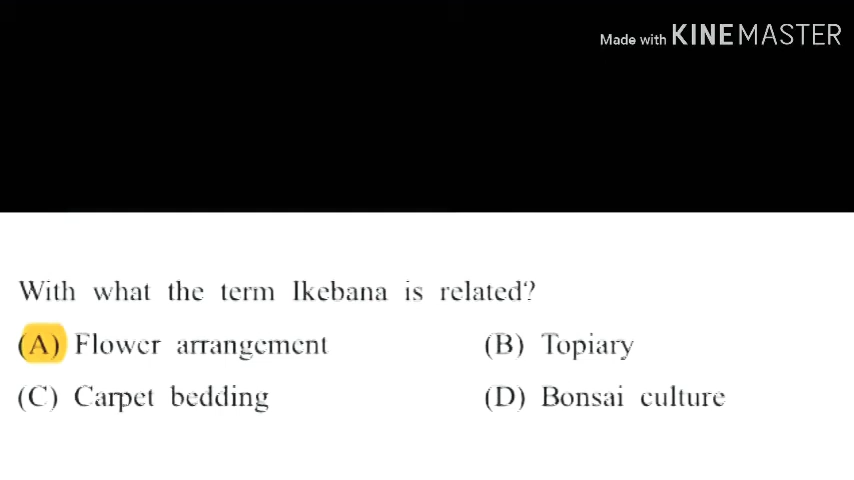 Made with KINEMASTER
With what the term Ikebana is related?
(A) Flower arrangement (B) Topiary
(C) Carpet bedding (D) Bonsai culture